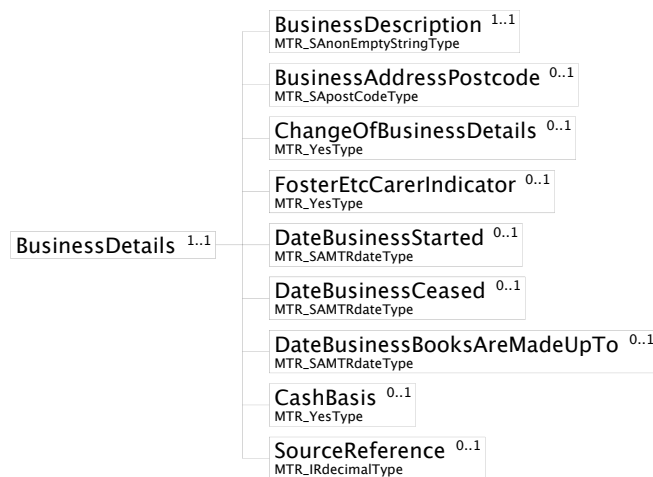 BusinessDescription 1..1
MTR_SAnonEmptyStringType
BusinessAddressPostcode 0..1
MTR_SApostCodeType
ChangeOfBusinessDetails 0..1
MTR_YesType
FosterEtcCarerIndicator 0..1
MTR_YesType
BusinessDetails 1..1
DateBusinessStarted 0..1
MTR_SAMTRdateType
DateBusinessCeased 0..1
MTR_SAMTRdateType
DateBusinessBooksAreMadeUpTo 0..1
MTR_SAMTRdateType
CashBasis 0..1
MTR_YesType
SourceReference 0..1
MTR_IRdecimalType